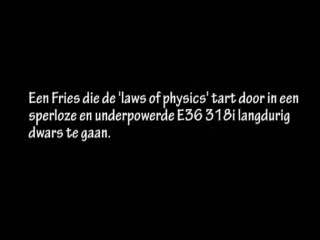 Een Fries die de 'laws of physics' tart door in een
sperloze en underpowerde E36 318i langdurig
dwars te gaan.